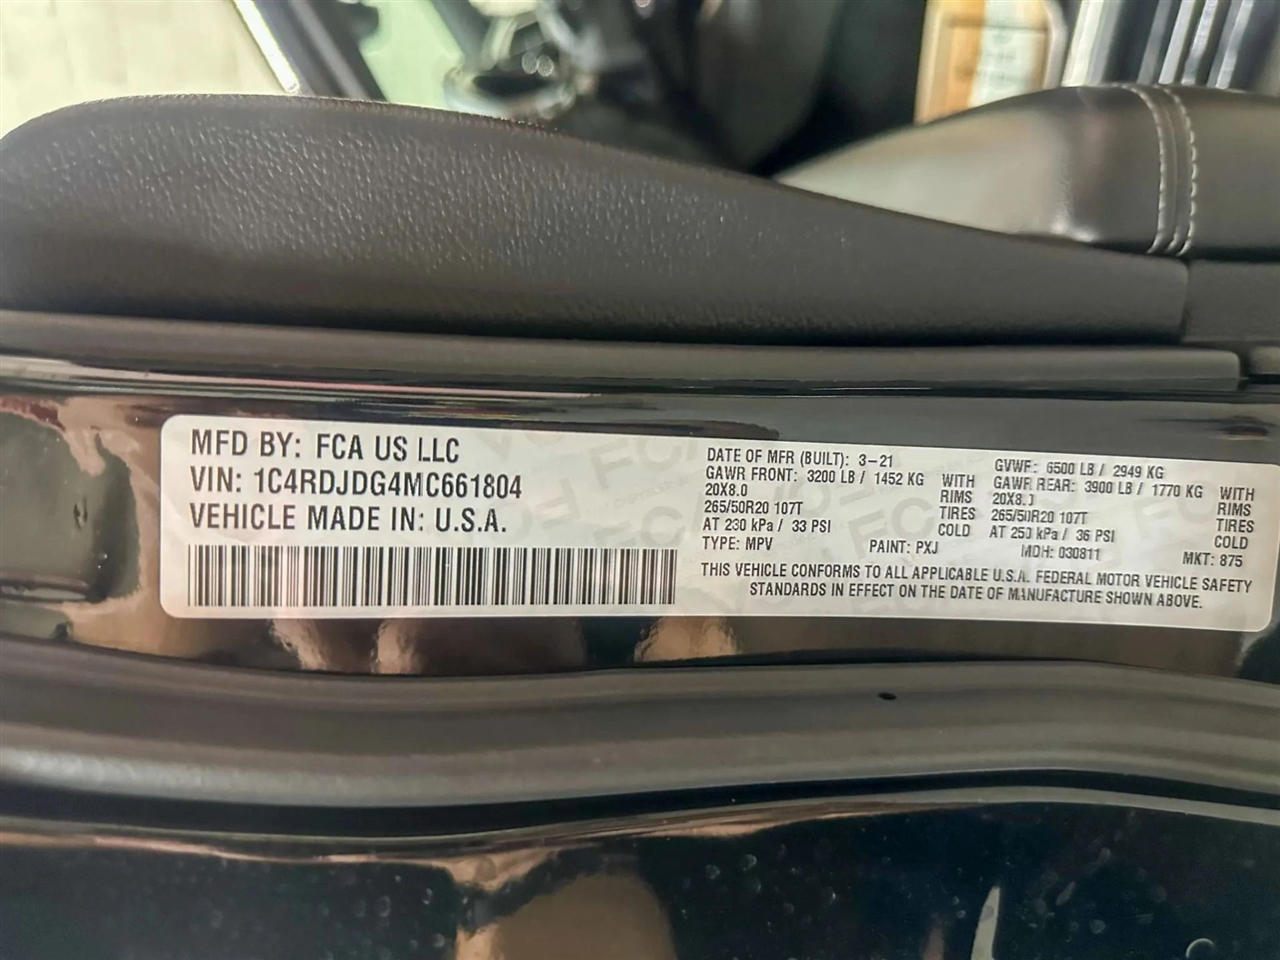 MFD BY: FCA US LLC
VIN: 1C4RDJDG4MC661804
VEHICLE MADE IN: U.S.A.
DATE OF MFR (BUILT): 3-21
GAWR FRONT: 3200 LB / 1452 KG WITH
20X8.0 RIMS
265/50R20 107T TIRES
AT 230 kPa / 33 PSI COLD
TYPE: MPV
GVWR: 6500 LB / 2949 KG
GAWR REAR: 3900 LB / 1770 KG WITH
20X8.0 RIMS
265/50R20 107T TIRES
AT 250 kPa / 36 PSI COLD
PAINT: PXJ MDH: 030811 MKT: 875
THIS VEHICLE CONFORMS TO ALL APPLICABLE U.S.A. FEDERAL MOTOR VEHICLE SAFETY
STANDARDS IN EFFECT ON THE DATE OF MANUFACTURE SHOWN ABOVE.